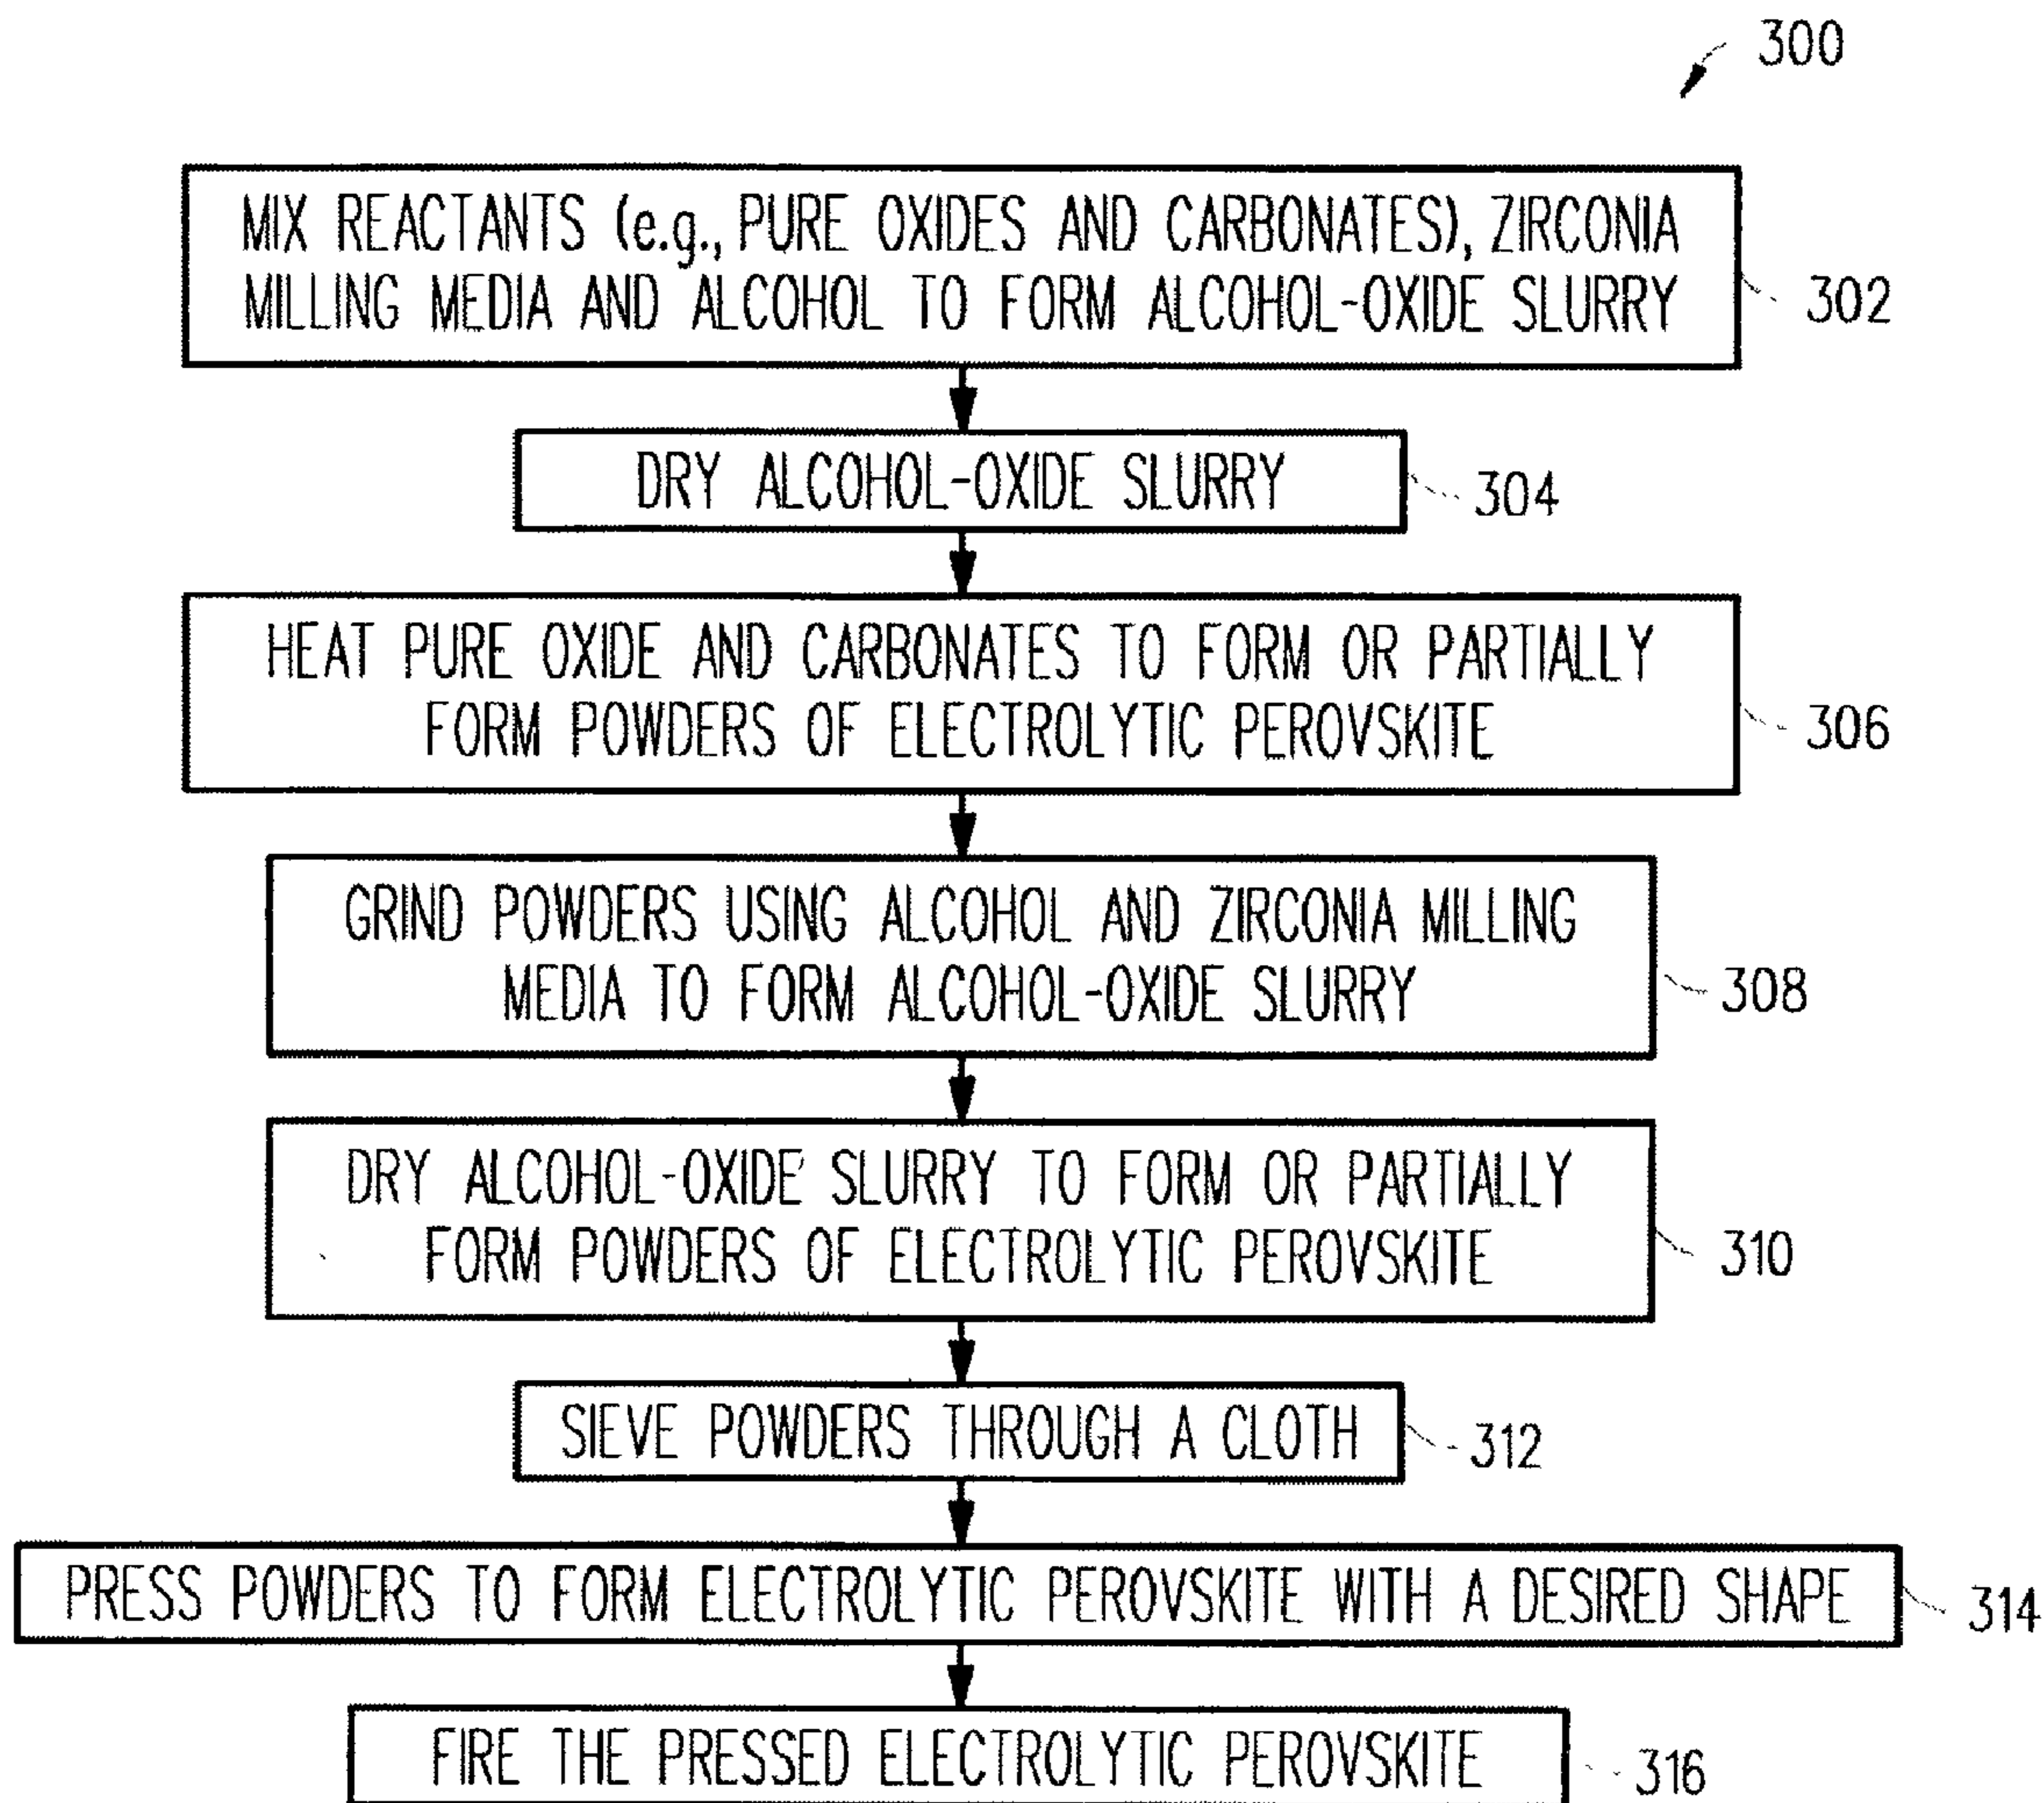 300
MIX REACTANTS (e.g., PURE OXIDES AND CARBONATES), ZIRCONIA
MILLING MEDIA AND ALCOHOL TO FORM ALCOHOL-OXIDE SLURRY
302
DRY ALCOHOL-OXIDE SLURRY
304
HEAT PURE OXIDE AND CARBONATES TO FORM OR PARTIALLY
FORM POWDERS OF ELECTROLYTIC PEROVSKITE
306
GRIND POWDERS USING ALCOHOL AND ZIRCONIA MILLING
MEDIA TO FORM ALCOHOL-OXIDE SLURRY
308
DRY ALCOHOL-OXIDE SLURRY TO FORM OR PARTIALLY
FORM POWDERS OF ELECTROLYTIC PEROVSKITE
310
SIEVE POWDERS THROUGH A CLOTH
312
PRESS POWDERS TO FORM ELECTROLYTIC PEROVSKITE WITH A DESIRED SHAPE
314
FIRE THE PRESSED ELECTROLYTIC PEROVSKITE
316